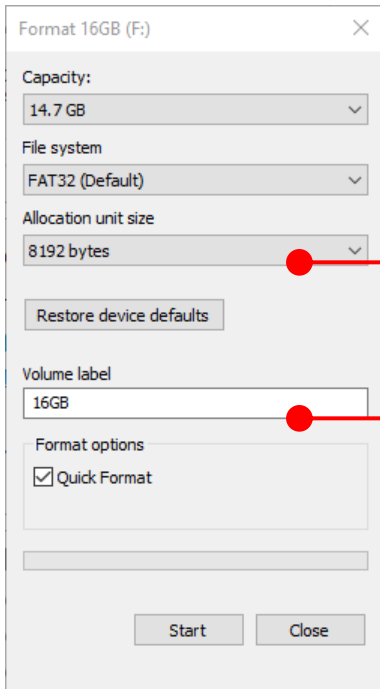 Format 16GB (F:)
Capacity:
14.7 GB
File system
FAT32 (Default)
Allocation unit size
8192 bytes
Restore device defaults
Volume label
16GB
Format options
Quick Format
Start Close